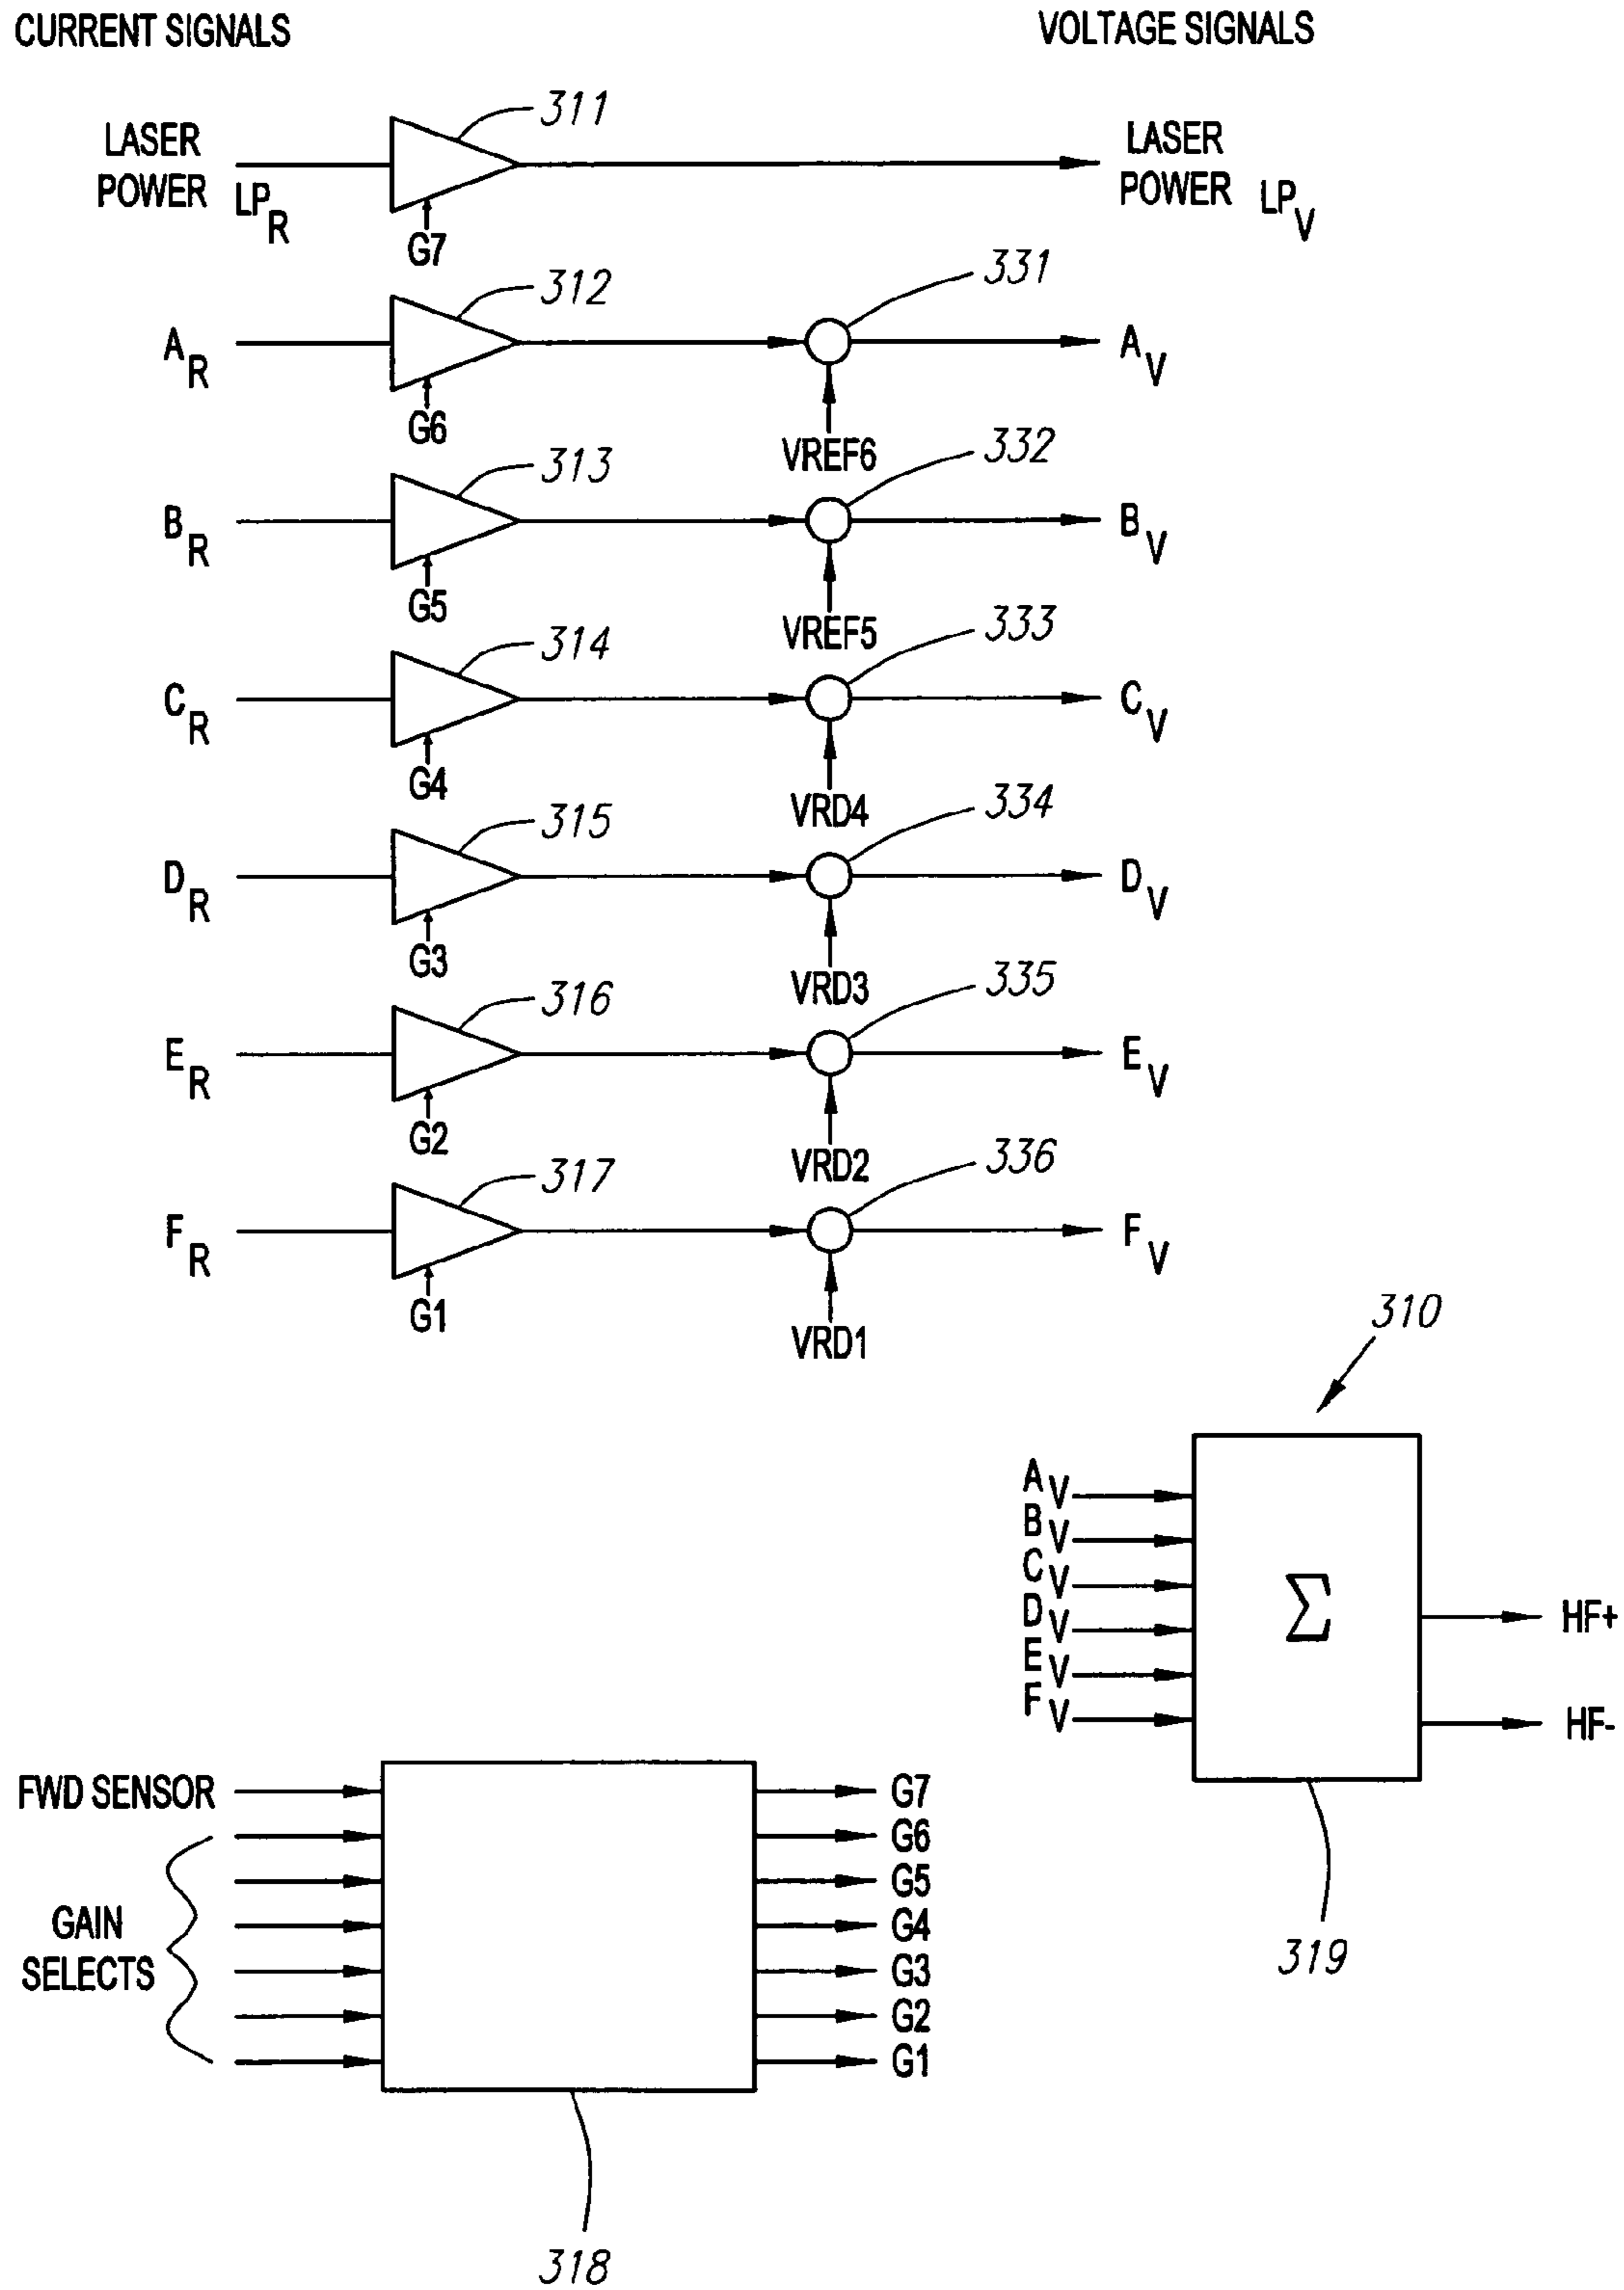 CURRENT SIGNALS
VOLTAGE SIGNALS
311
LASER
POWER
LP R
G7
LASER
POWER
LP V
312
331
A R
G6
VREF6
A V
313
332
B R
G5
VREF5
B V
314
333
C R
G4
VRD4
C V
315
334
D R
G3
VRD3
D V
316
335
E R
G2
VRD2
E V
317
336
F R
G1
VRD1
F V
310
A V
B V
C V
D V
E V
F V
Σ
HF+
HF-
319
FWD SENSOR
GAIN
SELECTS
G7
G6
G5
G4
G3
G2
G1
318